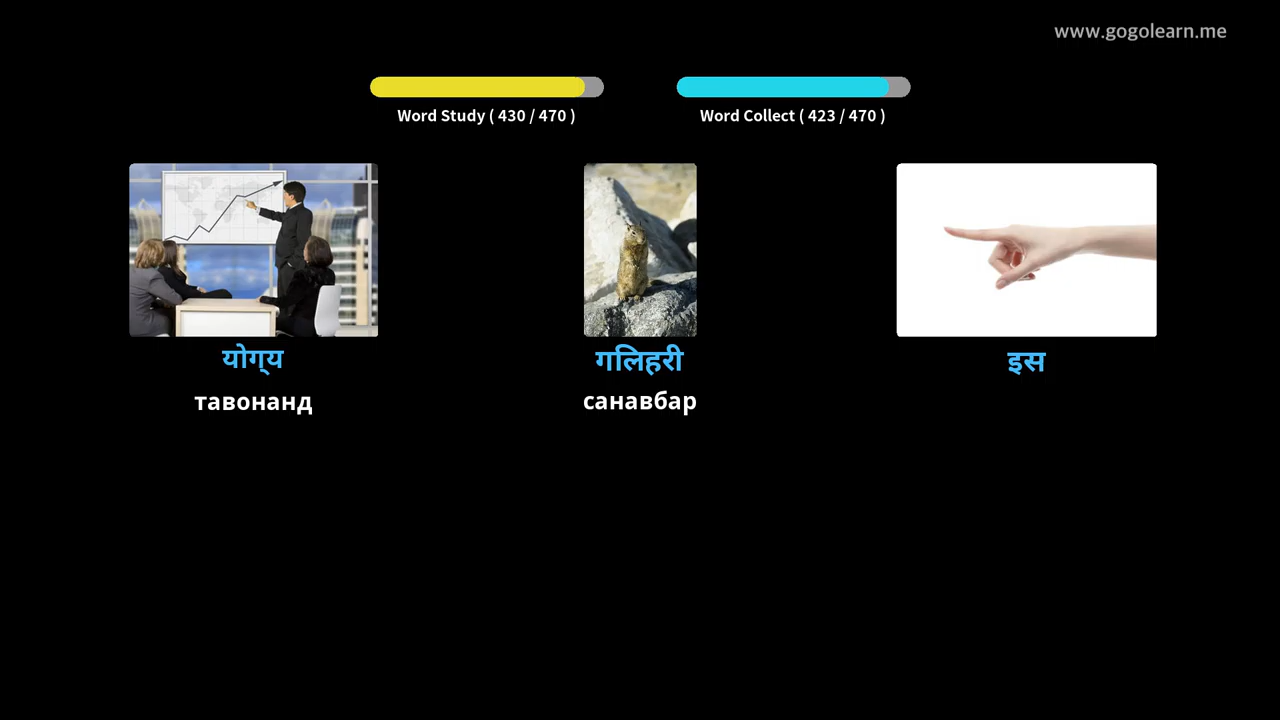 www.gogolearn.me
Word Study ( 430 / 470 )
Word Collect ( 423 / 470 )
योग्य
गलिहरी
इस
тавонанд
санавбар